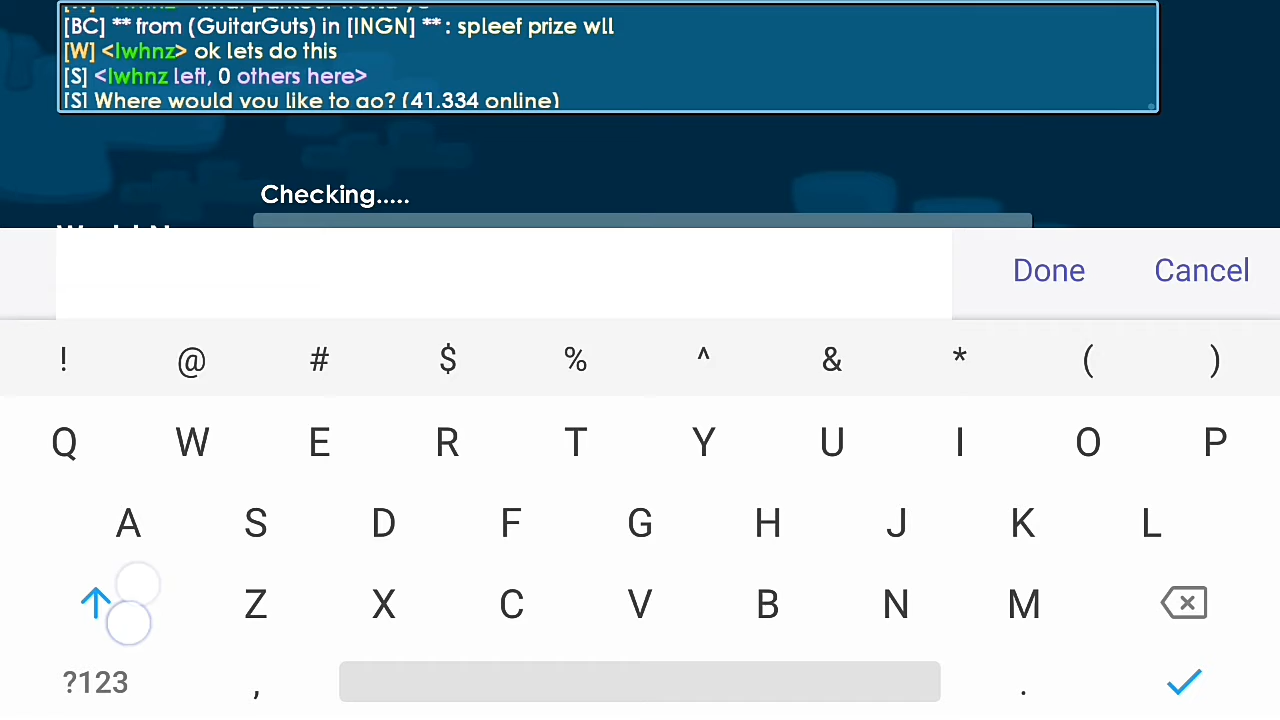 [BC] ** from (GuitarGuts) in [INGN] ** : spleef prize wll
[W] <lwhnz> ok lets do this
[S] <lwhnz left, 0 others here>
[S] Where would you like to go? (41,334 online)
Checking.....
Done Cancel
! @ # $ % ^ & * ( )
Q W E R T Y U I O P
A S D F G H J K L
Z X C V B N M
?123 , .